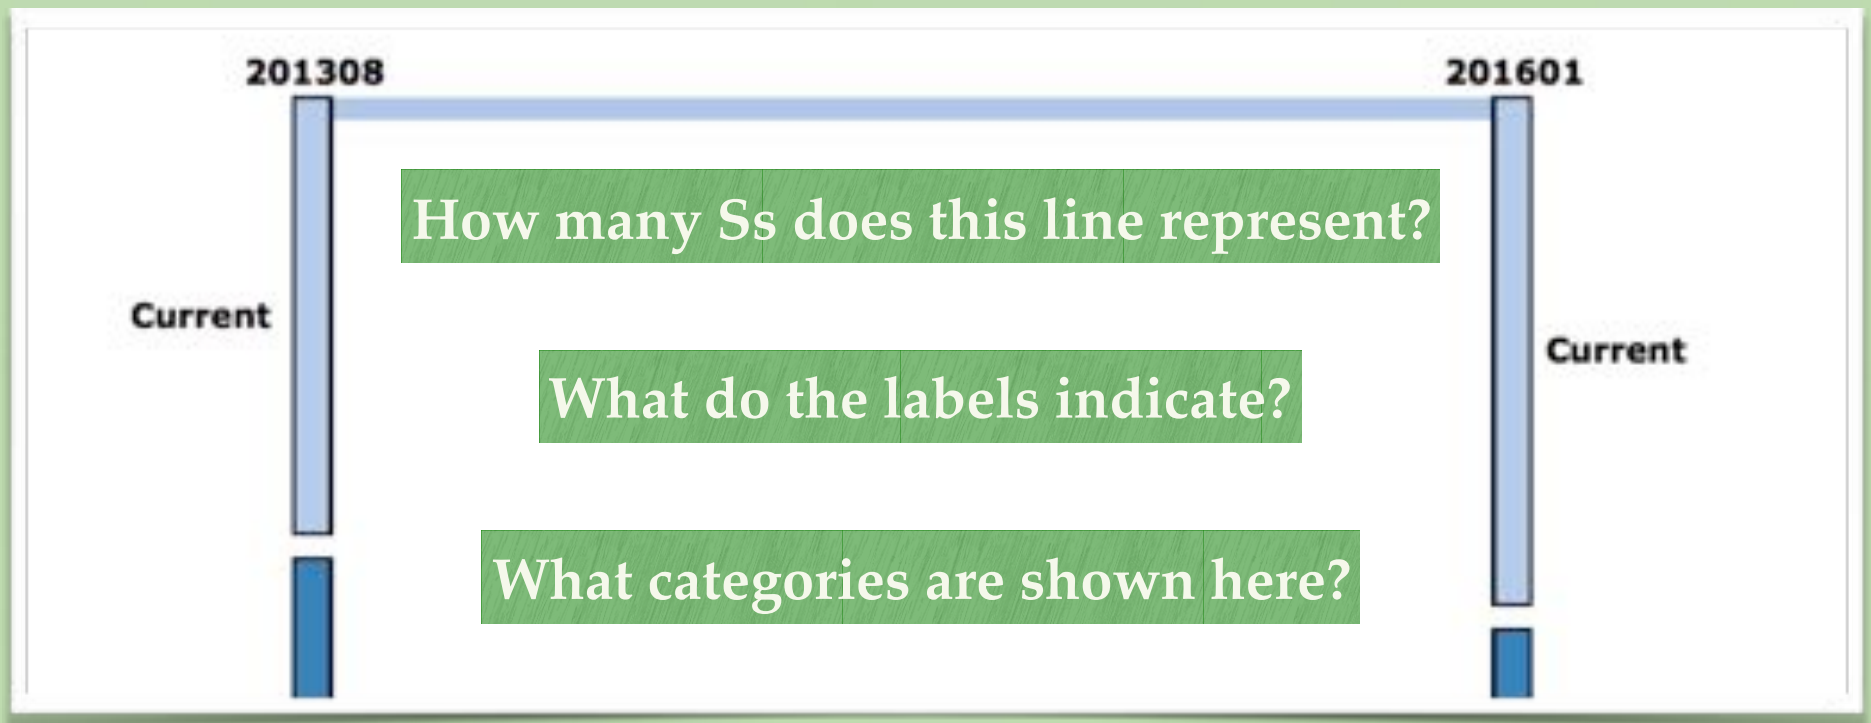 201308
201601
How many Ss does this line represent?
Current
Current
What do the labels indicate?
What categories are shown here?